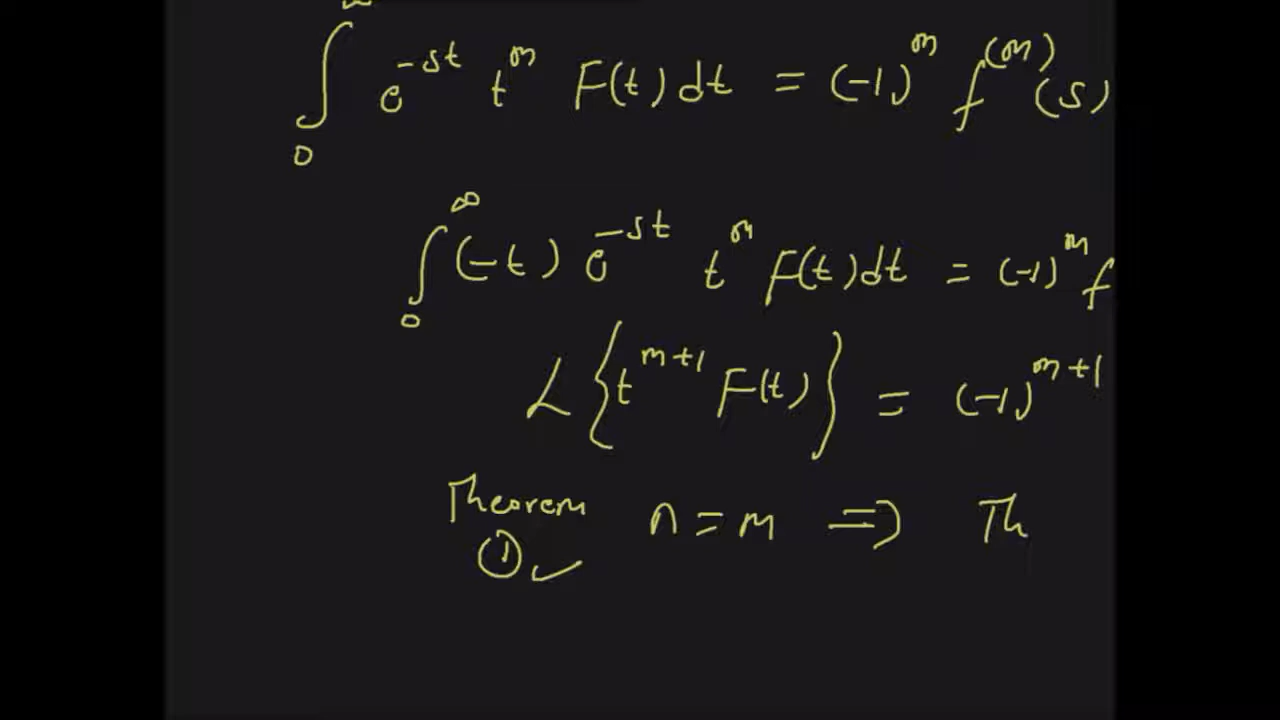 ∫₀^∞ e^{-st} t^m F(t) dt = (-1)^m f^{(m)}(s)
∫₀^∞ (-t) e^{-st} t^m F(t) dt = (-1)^m f
L{t^{m+1} F(t)} = (-1)^{m+1}
Theorem n = m ⇒ Th
① ✓